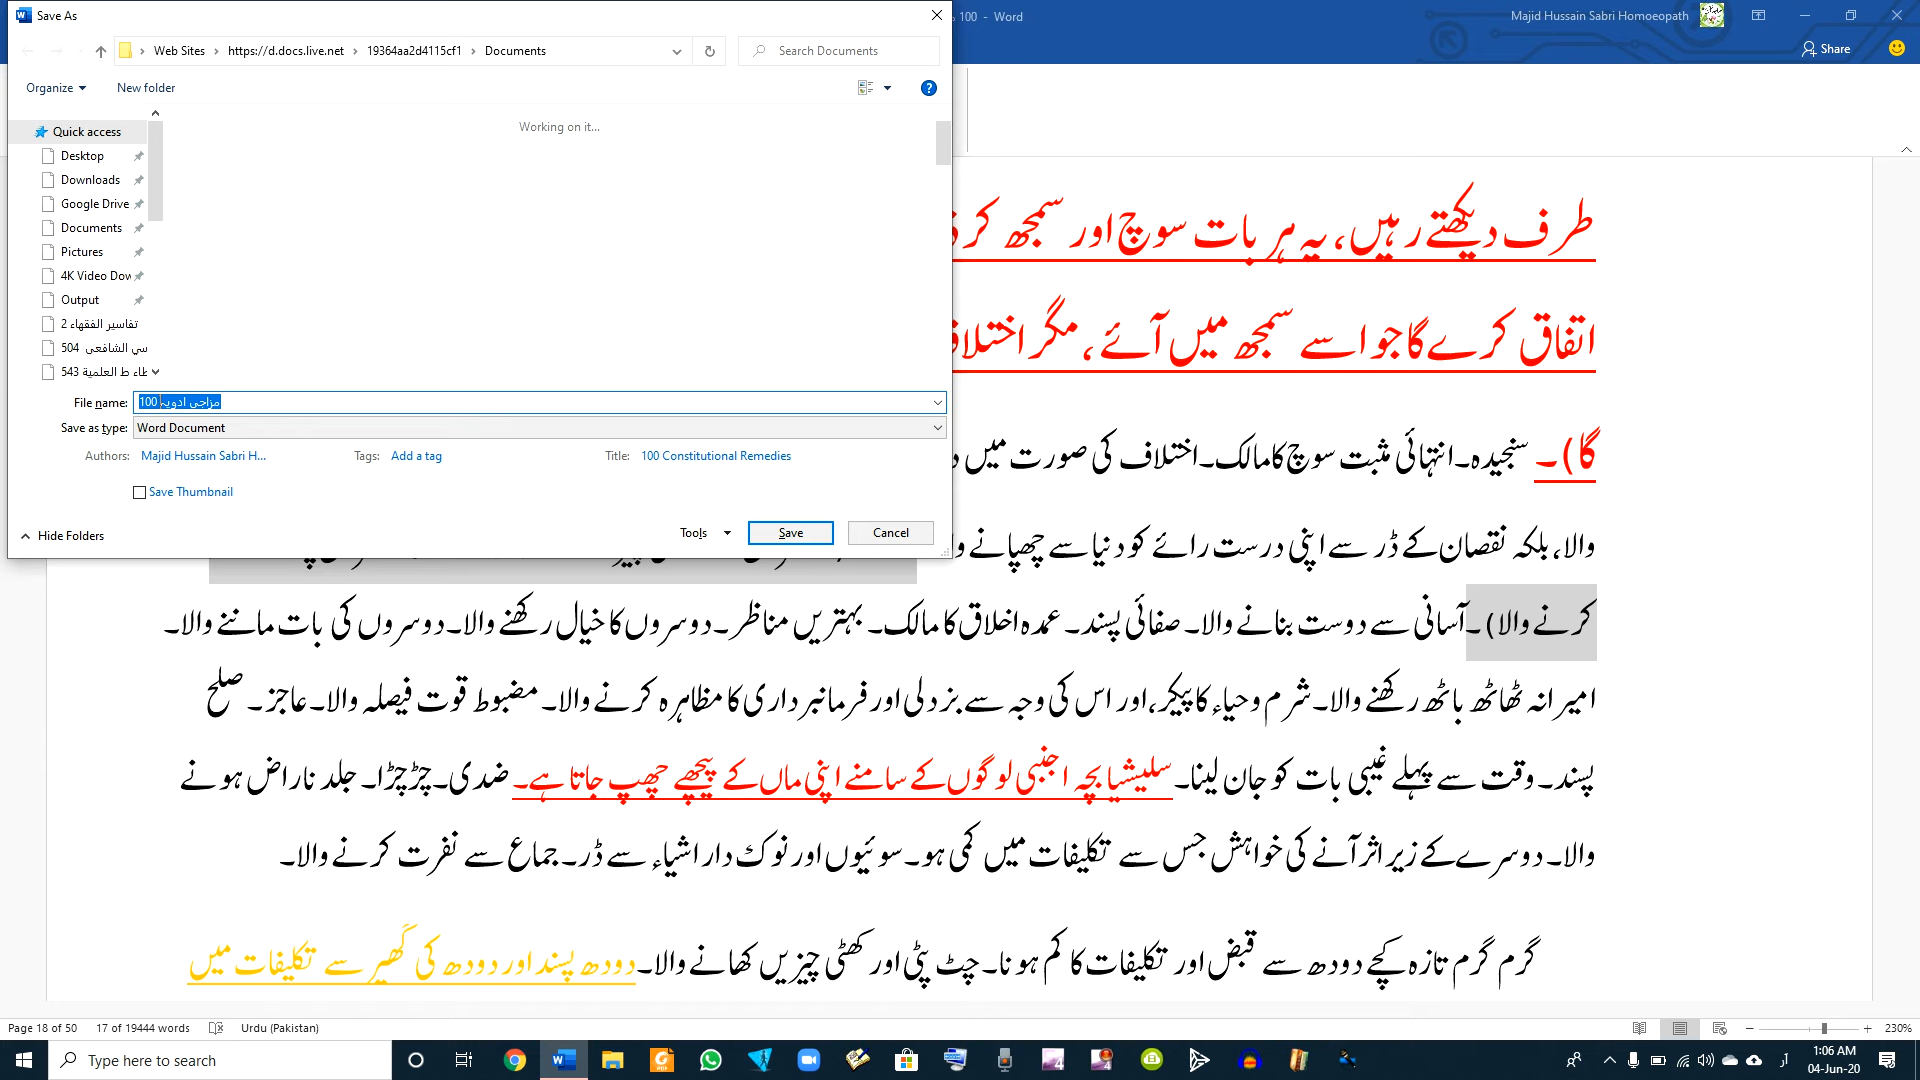 Save As
100 - Word
Majid Hussain Sabri Homoeopath
Share
Web Sites › https://d.docs.live.net › 19364aa2d4115cf1 › Documents
Search Documents
Organize
New folder
Working on it...
Quick access
Desktop
Downloads
Google Drive
Documents
Pictures
4K Video Dov
Output
تفاسير الفقهاء 2
سي الشافعى 504
طاء ط العلمية 543
File name: 100 مزاجی ادویہ
Save as type: Word Document
Authors: Majid Hussain Sabri H...
Tags: Add a tag
Title: 100 Constitutional Remedies
Save Thumbnail
Hide Folders
Tools
Save
Cancel
طرف دیکھتے رہیں، یہ ہر بات سوچ اور سمجھ کر
اتفاق کرے گا جو اسے سمجھ میں آئے، مگر اختلاف
گا)۔ سنجیدہ۔ انتہائی مثبت سوچ کا مالک۔ اختلاف کی صورت میں
والا، بلکہ نقصان کے ڈر سے اپنی درست رائے کو دنیا سے چھپانے
کرنے والا)۔ آسانی سے دوست بنانے والا۔ صفائی پسند۔ عمدہ اخلاق کا مالک۔ بہترین مناظر۔ دوسروں کا خیال رکھنے والا۔ دوسروں کی بات ماننے والا۔
امیرانہ ٹھاٹھ باٹھ رکھنے والا۔ شرم و حیاء کا پیکر، اور اس کی وجہ سے بزدلی اور فرمانبرداری کا مظاہرہ کرنے والا۔ مضبوط قوت فیصلہ والا۔ عاجز۔ صلح
پسند۔ وقت سے پہلے غیبی بات کو جان لینا۔ سلیشیا بچہ اجنبی لوگوں کے سامنے اپنی ماں کے پیچھے چھپ جاتا ہے۔ ضدی۔ چڑچڑا۔ جلد ناراض ہونے
والا۔ دوسرے کے زیر اثر آنے کی خواہش جس سے تکلیفات میں کمی ہو۔ سوئیوں اور نوک دار اشیاء سے ڈر۔ جماع سے نفرت کرنے والا۔
گرم گرم تازہ کچے دودھ سے قبض اور تکلیفات کا کم ہونا۔ چٹ پٹی اور کھٹی چیزیں کھانے والا۔ دودھ پسند اور دودھ کی کَھیر سے تکلیفات میں
Page 18 of 50
17 of 19444 words
Urdu (Pakistan)
230%
Type here to search
1:06 AM
04-Jun-20